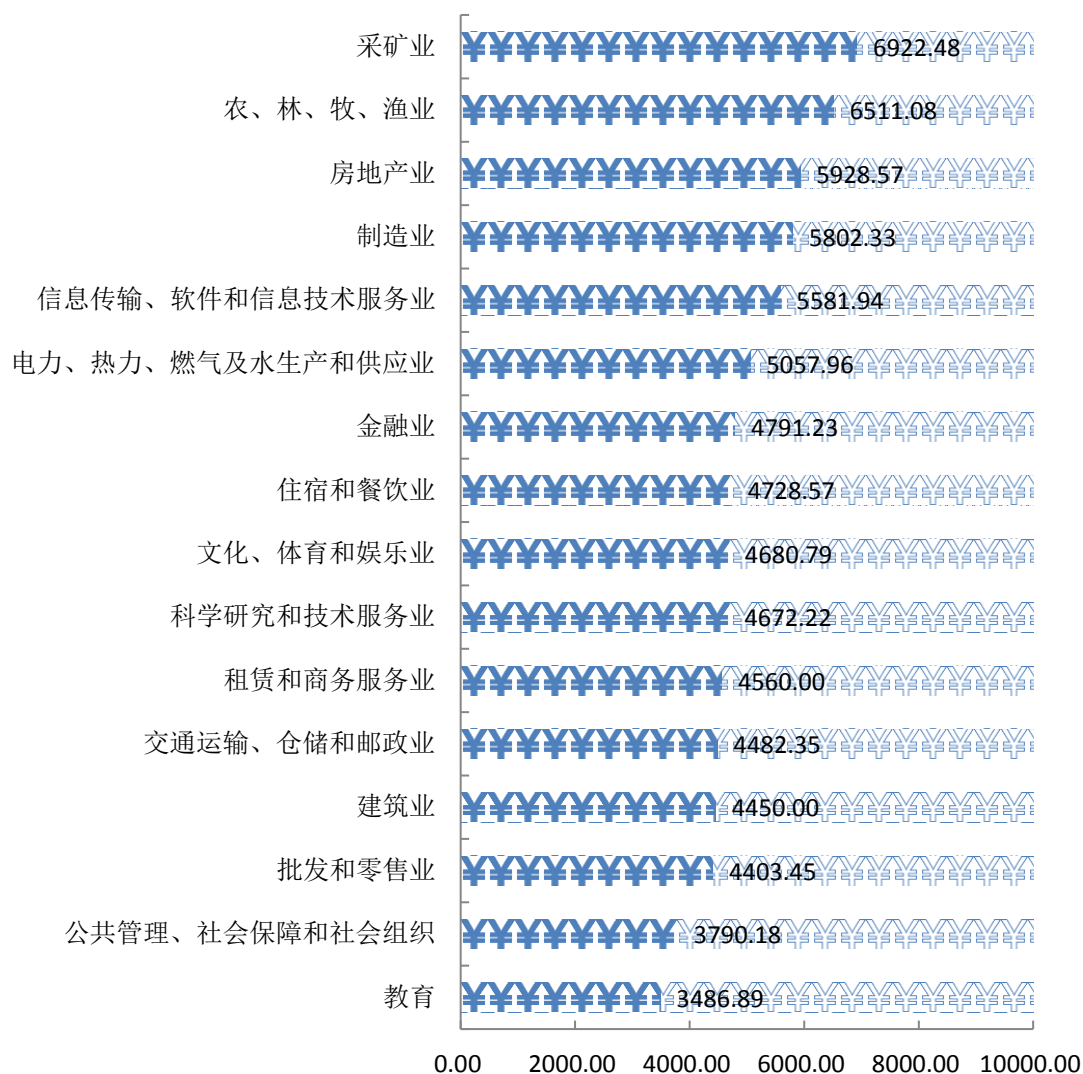 采矿业 6922.48
农、林、牧、渔业 6511.08
房地产业 5928.57
制造业 5802.33
信息传输、软件和信息技术服务业 5581.94
电力、热力、燃气及水生产和供应业 5057.96
金融业 4791.23
住宿和餐饮业 4728.57
文化、体育和娱乐业 4680.79
科学研究和技术服务业 4672.22
租赁和商务服务业 4560.00
交通运输、仓储和邮政业 4482.35
建筑业 4450.00
批发和零售业 4403.45
公共管理、社会保障和社会组织 3790.18
教育 3486.89
0.00 2000.00 4000.00 6000.00 8000.00 10000.00